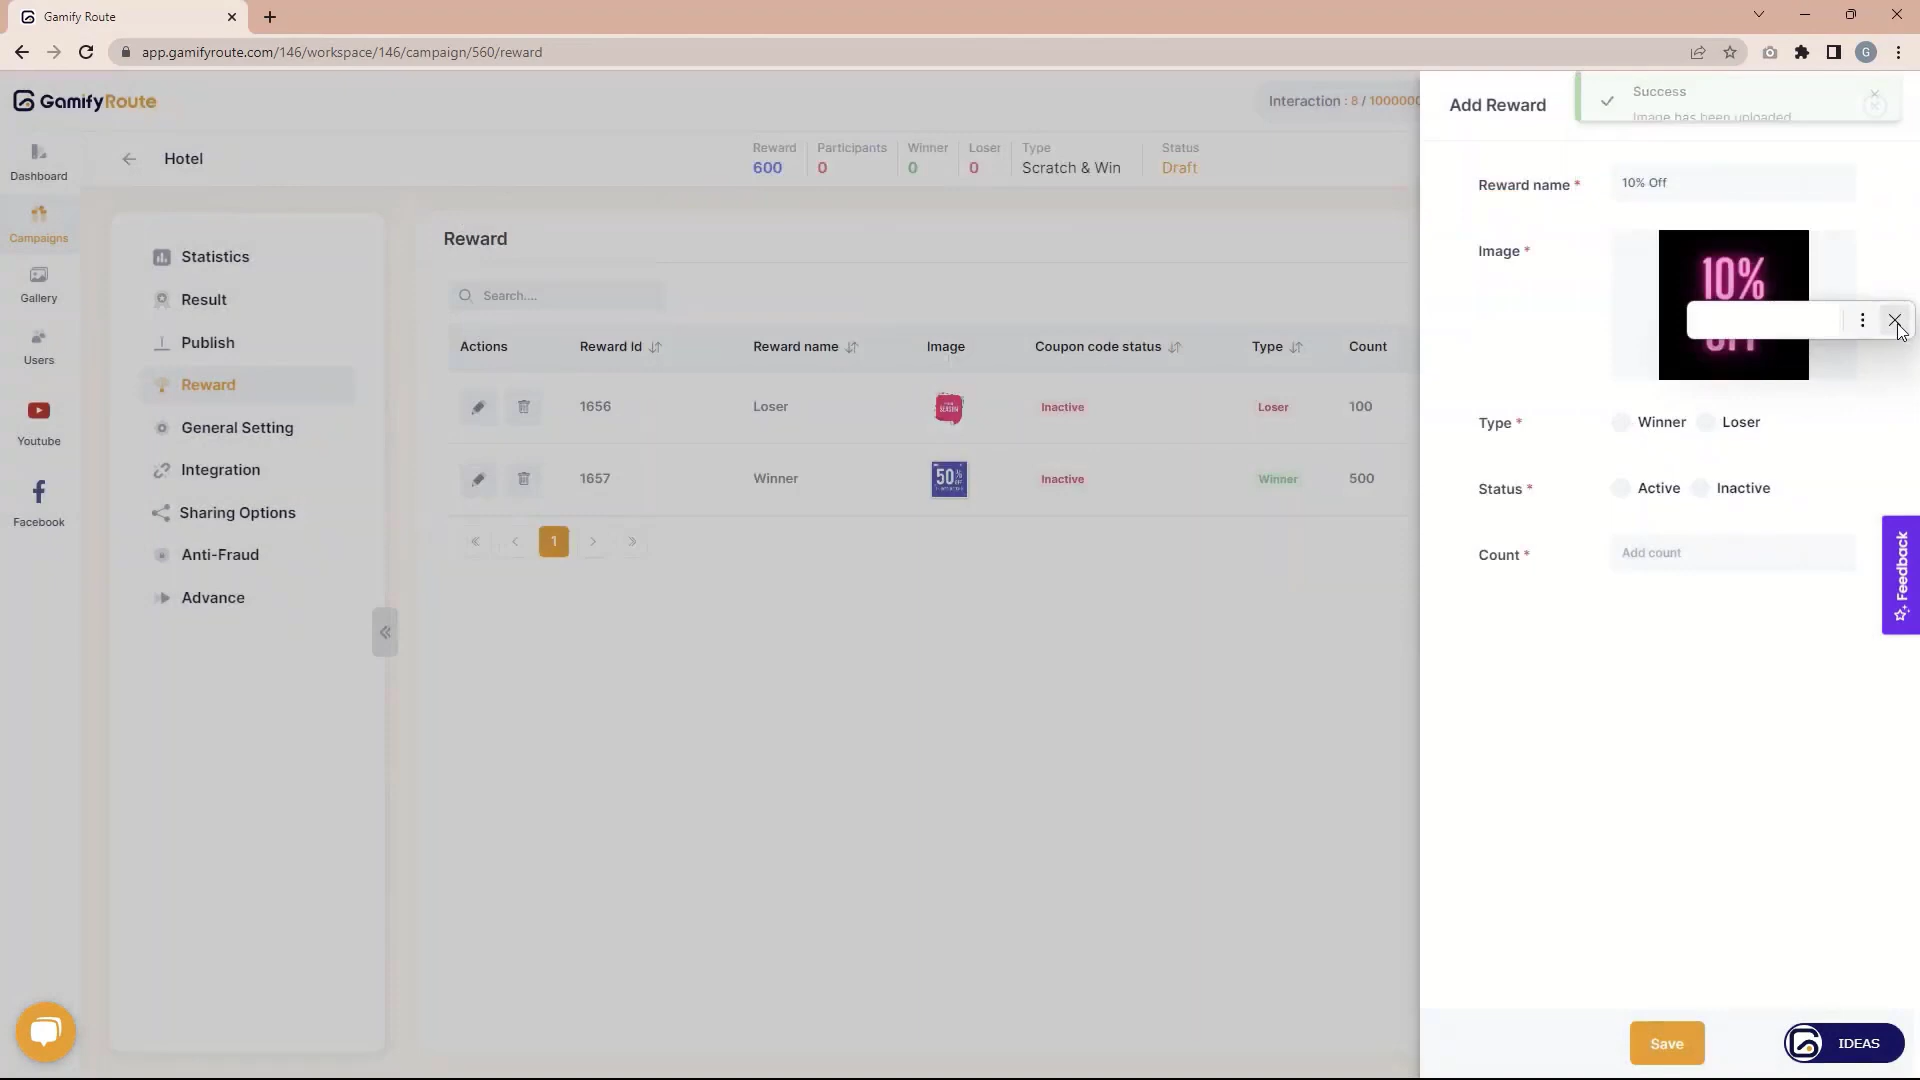 Gamify Route
app.gamifyroute.com/146/workspace/146/campaign/560/reward
G
GamifyRoute
Interaction : 8 / 1000000
Add Reward
Success
Image has been uploaded
Hotel
Reward
600
Participants
0
Winner
0
Loser
0
Type
Scratch & Win
Status
Draft
Dashboard
Campaigns
Gallery
Users
Youtube
Facebook
Statistics
Result
Publish
Reward
General Setting
Integration
Sharing Options
Anti-Fraud
Advance
Reward
Search....
Actions Reward Id Reward name Image Coupon code status Type Count
1656 Loser Inactive Loser 100
1657 Winner 50% OFF Inactive Winner 500
« ‹ 1 › »
Reward name * 10% Off
Image *
10%
OFF
Type * Winner Loser
Status * Active Inactive
Count * Add count
Feedback
Save
IDEAS